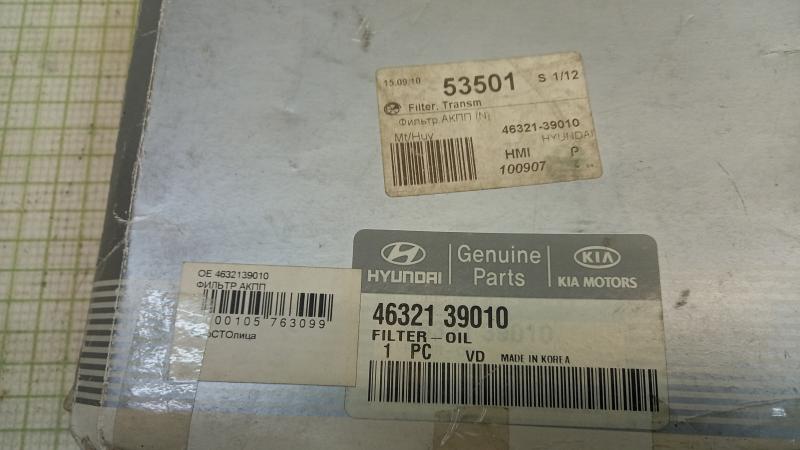 15.09.10 53501 S 1/12
Filter. Transm
Фильтр АКПП (N)
Mt/Huy 46321-39010
HYUNDAI
HMI P
100907
HYUNDAI Genuine Parts KIA KIA MOTORS
46321 39010
FILTER-OIL
1 PC VD MADE IN KOREA
OE 4632139010
ФИЛЬТР АКПП
00105 763099